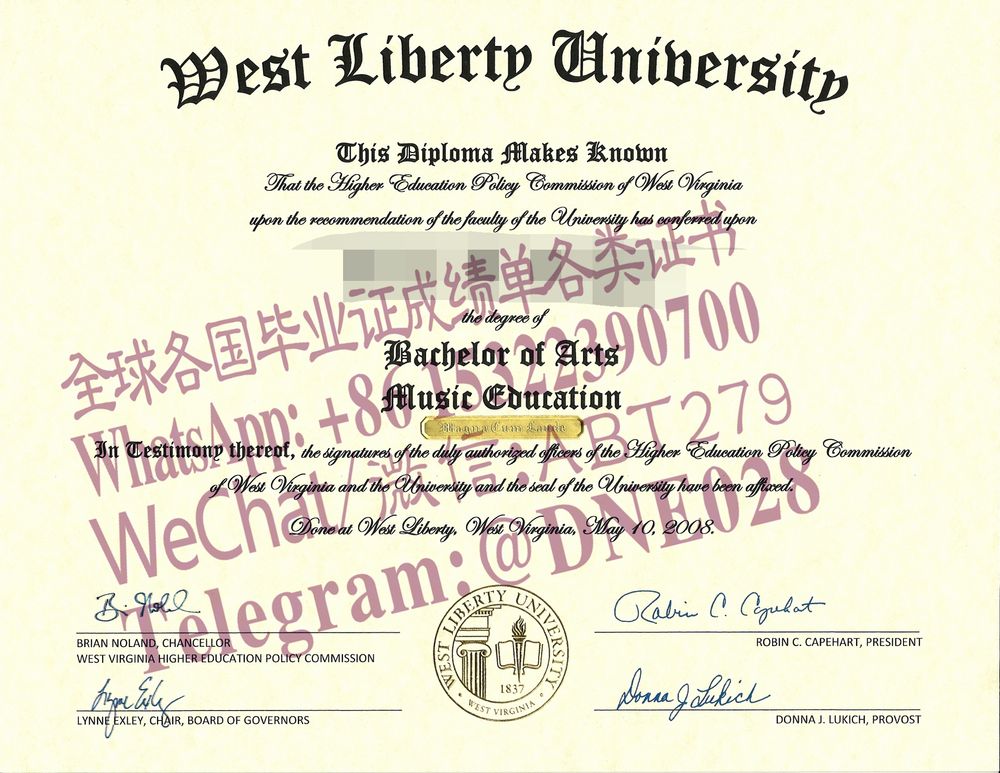 West Liberty University
This Diploma Makes Known
That the Higher Education Policy Commission of West Virginia
upon the recommendation of the faculty of the University has conferred upon
the degree of
Bachelor of Arts
Music Education
Magna Cum Laude
In Testimony thereof, the signatures of the duly authorized officers of the Higher Education Policy Commission
of West Virginia and the University and the seal of the University have been affixed.
Done at West Liberty, West Virginia, May 10, 2008.
全球各国毕业证成绩单各类证书
WhatsApp: +8615322390700
WeChat/微信:ABT279
Telegram:@DNE028
BRIAN NOLAND, CHANCELLOR
WEST VIRGINIA HIGHER EDUCATION POLICY COMMISSION
Robin C. Capehart
ROBIN C. CAPEHART, PRESIDENT
WEST LIBERTY UNIVERSITY
1837
WEST VIRGINIA
LYNNE EXLEY, CHAIR, BOARD OF GOVERNORS
Donna J Lukich
DONNA J. LUKICH, PROVOST